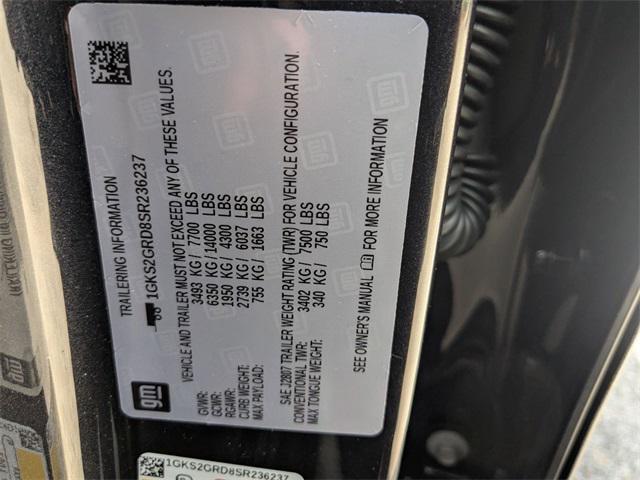 TRAILERING INFORMATION
1GKS2GRD8SR236237
VEHICLE AND TRAILER MUST NOT EXCEED ANY OF THESE VALUES.
GVWR: 3493 KG / 7700 LBS
GCWR: 6350 KG / 14000 LBS
RGAWR: 1950 KG / 4300 LBS
CURB WEIGHT: 2739 KG / 6037 LBS
MAX PAYLOAD: 755 KG / 1663 LBS
SAE J2807 TRAILER WEIGHT RATING (TWR) FOR VEHICLE CONFIGURATION.
CONVENTIONAL TWR: 3402 KG / 7500 LBS
MAX TONGUE WEIGHT: 340 KG / 750 LBS
SEE OWNER'S MANUAL FOR MORE INFORMATION
gm
1GKS2GRD8SR236237